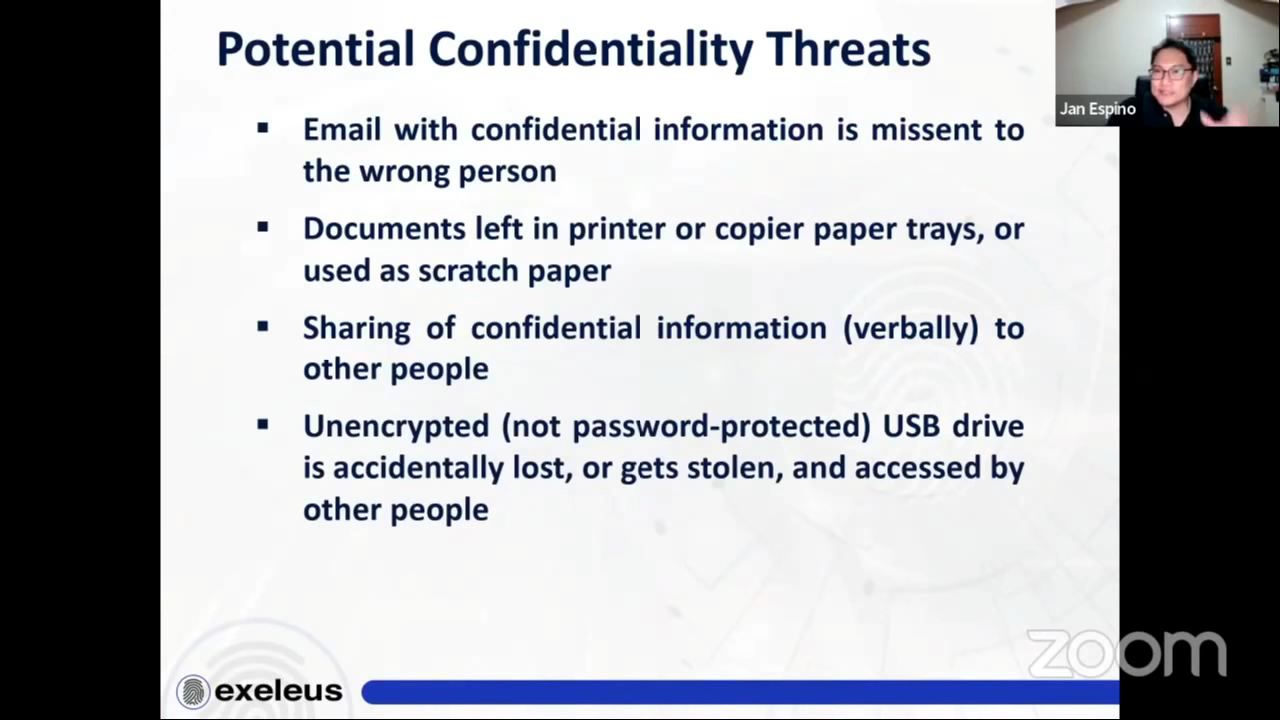 Potential Confidentiality Threats
Jan Espino
▪ Email with confidential information is missent to
the wrong person
▪ Documents left in printer or copier paper trays, or
used as scratch paper
▪ Sharing of confidential information (verbally) to
other people
▪ Unencrypted (not password-protected) USB drive
is accidentally lost, or gets stolen, and accessed by
other people
zoom
exeleus